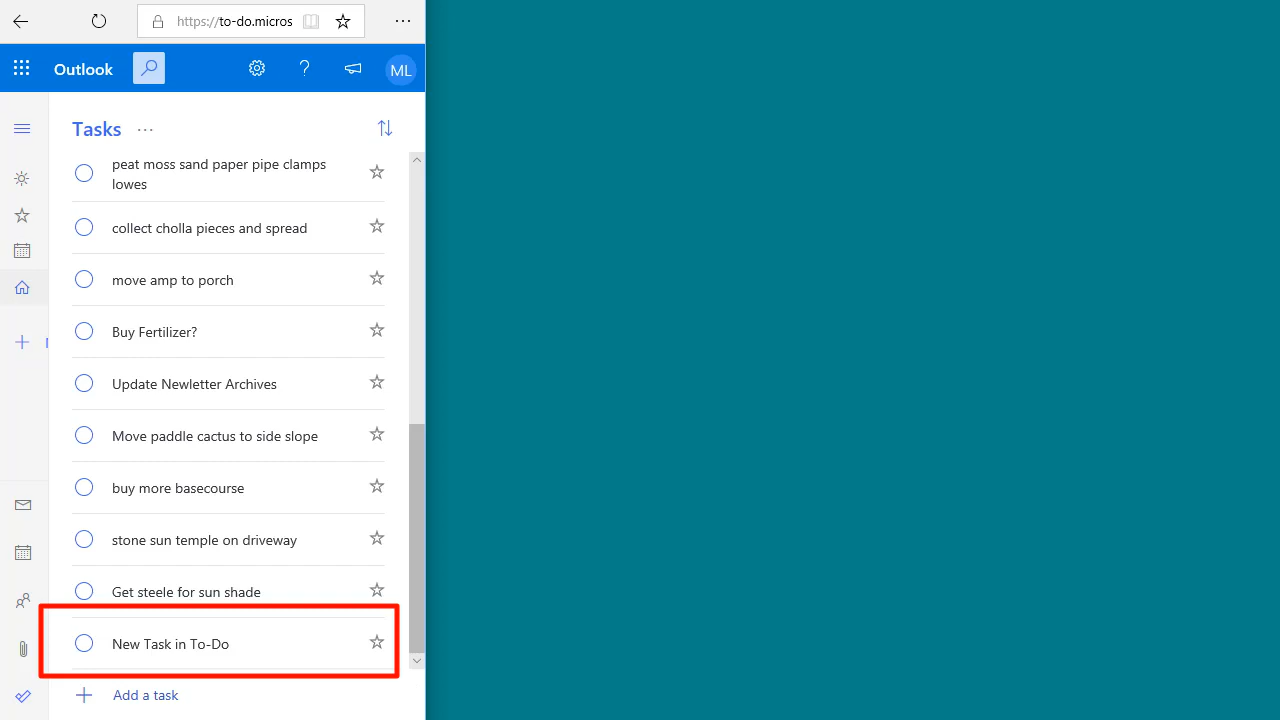 https://to-do.micros
Outlook
ML
Tasks
peat moss sand paper pipe clamps
lowes
collect cholla pieces and spread
move amp to porch
Buy Fertilizer?
Update Newletter Archives
Move paddle cactus to side slope
buy more basecourse
stone sun temple on driveway
Get steele for sun shade
New Task in To-Do
Add a task